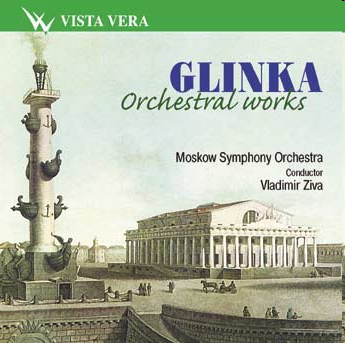 VISTA VERA
GLINKA
Orchestral works
Moskow Symphony Orchestra
Conductor
Vladimir Ziva